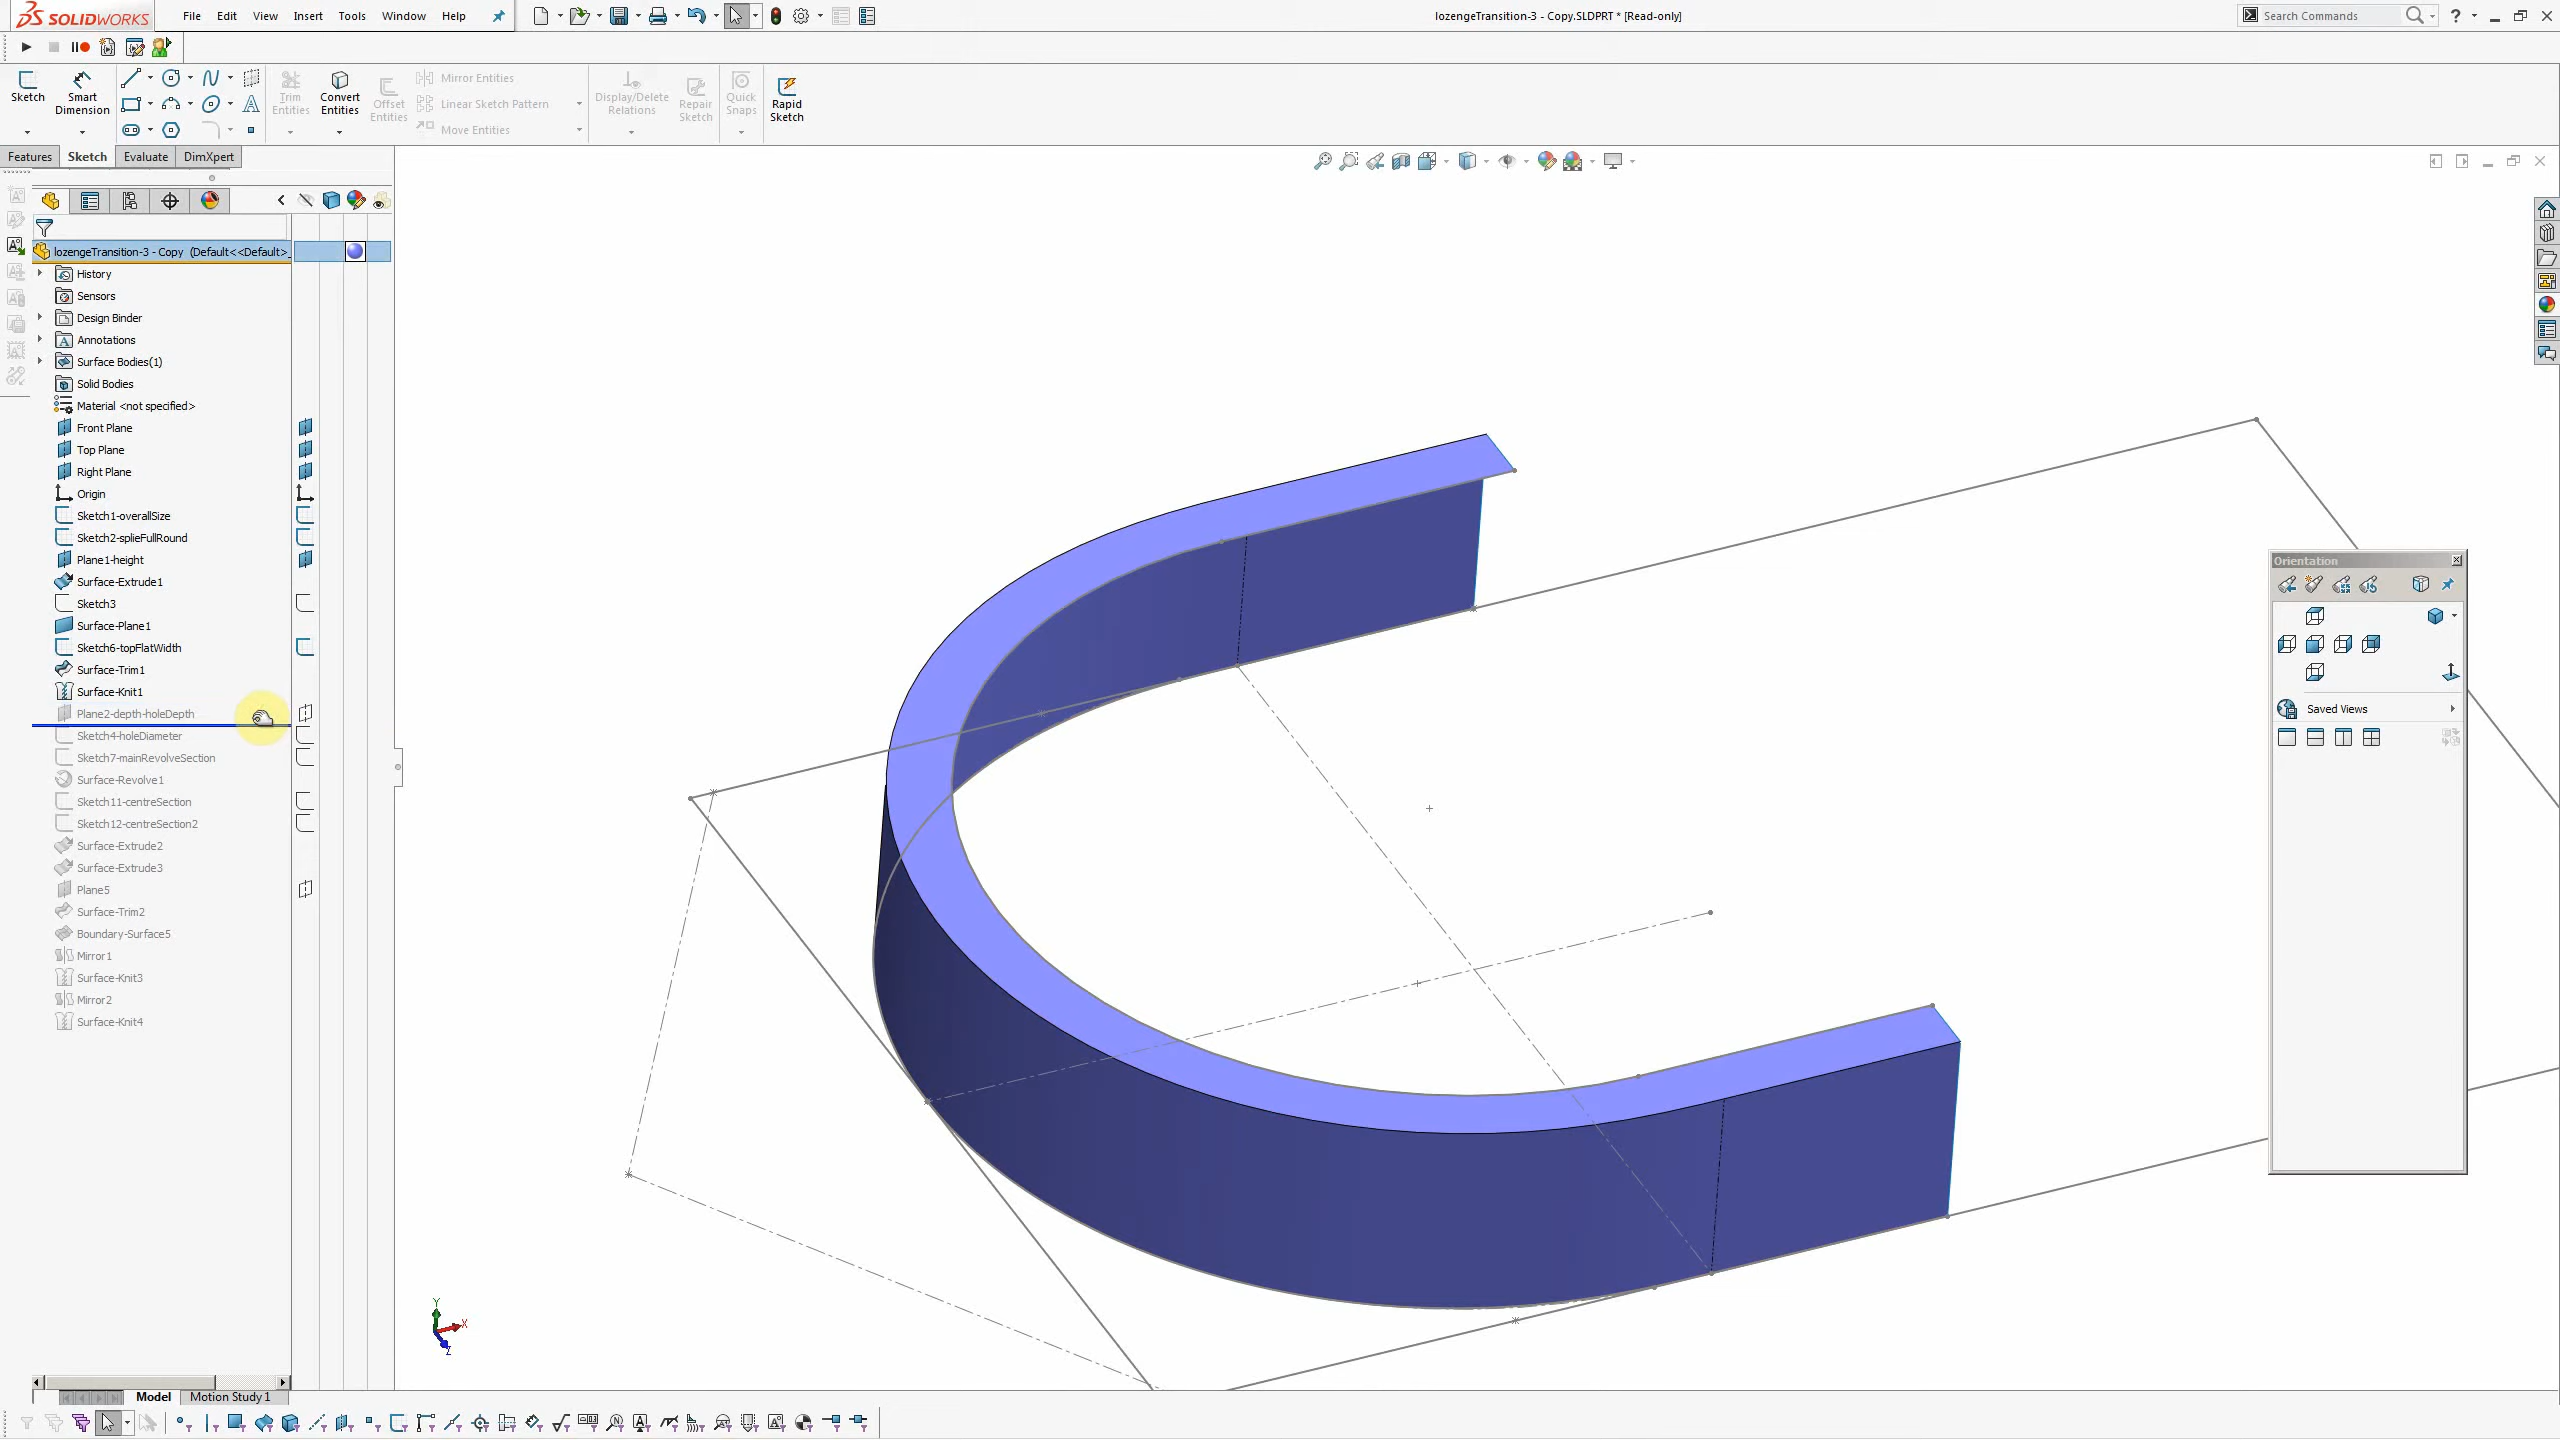 SOLIDWORKS
File Edit View Insert Tools Window Help
lozengeTransition-3 - Copy.SLDPRT * [Read-only]
Search Commands
Sketch
Smart Dimension
Trim Entities
Convert Entities
Offset Entities
Mirror Entities
Linear Sketch Pattern
Move Entities
Display/Delete Relations
Repair Sketch
Quick Snaps
Rapid Sketch
Features Sketch Evaluate DimXpert
lozengeTransition-3 - Copy (Default<<Default>_
History
Sensors
Design Binder
Annotations
Surface Bodies(1)
Solid Bodies
Material <not specified>
Front Plane
Top Plane
Right Plane
Origin
Sketch1-overallSize
Sketch2-splieFullRound
Plane1-height
Surface-Extrude1
Sketch3
Surface-Plane1
Sketch6-topFlatWidth
Surface-Trim1
Surface-Knit1
Plane2-depth-holeDepth
Sketch4-holeDiameter
Sketch7-mainRevolveSection
Surface-Revolve1
Sketch11-centreSection
Sketch12-centreSection2
Surface-Extrude2
Surface-Extrude3
Plane5
Surface-Trim2
Boundary-Surface5
Mirror1
Surface-Knit3
Mirror2
Surface-Knit4
Orientation
Saved Views
Y
X
Z
Model Motion Study 1